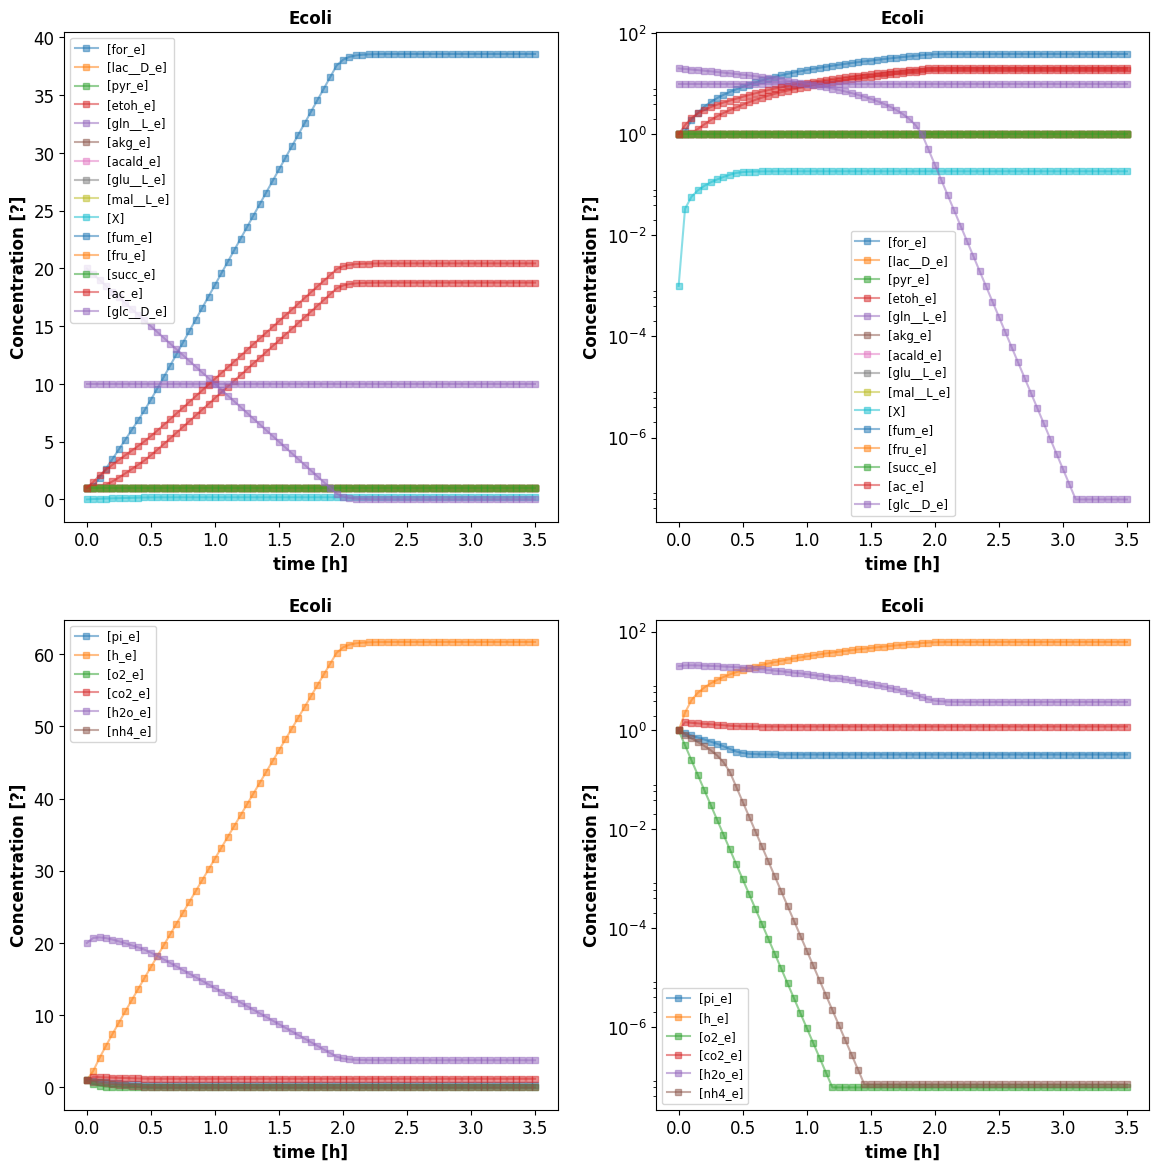 Ecoli
Concentration [?]
40
35
30
25
20
15
10
5
0
[for_e]
[lac__D_e]
[pyr_e]
[etoh_e]
[gln__L_e]
[akg_e]
[acald_e]
[glu__L_e]
[mal__L_e]
[X]
[fum_e]
[fru_e]
[succ_e]
[ac_e]
[glc__D_e]
0.0 0.5 1.0 1.5 2.0 2.5 3.0 3.5
time [h]
Ecoli
Concentration [?]
10^2
10^0
10^-2
10^-4
10^-6
[for_e]
[lac__D_e]
[pyr_e]
[etoh_e]
[gln__L_e]
[akg_e]
[acald_e]
[glu__L_e]
[mal__L_e]
[X]
[fum_e]
[fru_e]
[succ_e]
[ac_e]
[glc__D_e]
0.0 0.5 1.0 1.5 2.0 2.5 3.0 3.5
time [h]
Ecoli
Concentration [?]
60
50
40
30
20
10
0
[pi_e]
[h_e]
[o2_e]
[co2_e]
[h2o_e]
[nh4_e]
0.0 0.5 1.0 1.5 2.0 2.5 3.0 3.5
time [h]
Ecoli
Concentration [?]
10^2
10^0
10^-2
10^-4
10^-6
[pi_e]
[h_e]
[o2_e]
[co2_e]
[h2o_e]
[nh4_e]
0.0 0.5 1.0 1.5 2.0 2.5 3.0 3.5
time [h]